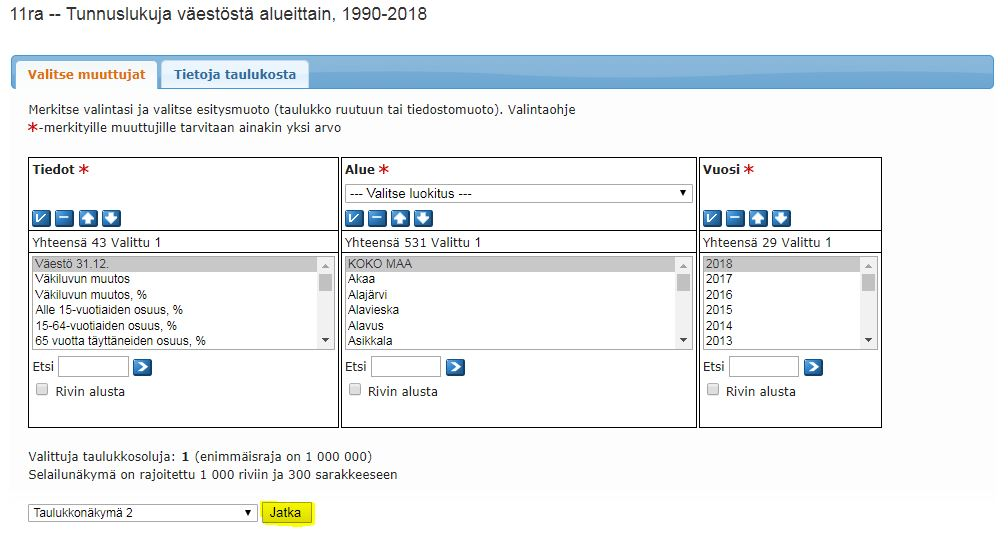 11ra -- Tunnuslukuja väestöstä alueittain, 1990-2018
Valitse muuttujat
Tietoja taulukosta
Merkitse valintasi ja valitse esitysmuoto (taulukko ruutuun tai tiedostomuoto). Valintaohje
*-merkityille muuttujille tarvitaan ainakin yksi arvo
Tiedot *
Yhteensä 43 Valittu 1
Väestö 31.12.
Väkiluvun muutos
Väkiluvun muutos, %
Alle 15-vuotiaiden osuus, %
15-64-vuotiaiden osuus, %
65 vuotta täyttäneiden osuus, %
Etsi
Rivin alusta
Alue *
--- Valitse luokitus ---
Yhteensä 531 Valittu 1
KOKO MAA
Akaa
Alajärvi
Alavieska
Alavus
Asikkala
Etsi
Rivin alusta
Vuosi *
Yhteensä 29 Valittu 1
2018
2017
2016
2015
2014
2013
Etsi
Rivin alusta
Valittuja taulukkosoluja: 1 (enimmäisraja on 1 000 000)
Selailunäkymä on rajoitettu 1 000 riviin ja 300 sarakkeeseen
Taulukkonäkymä 2
Jatka